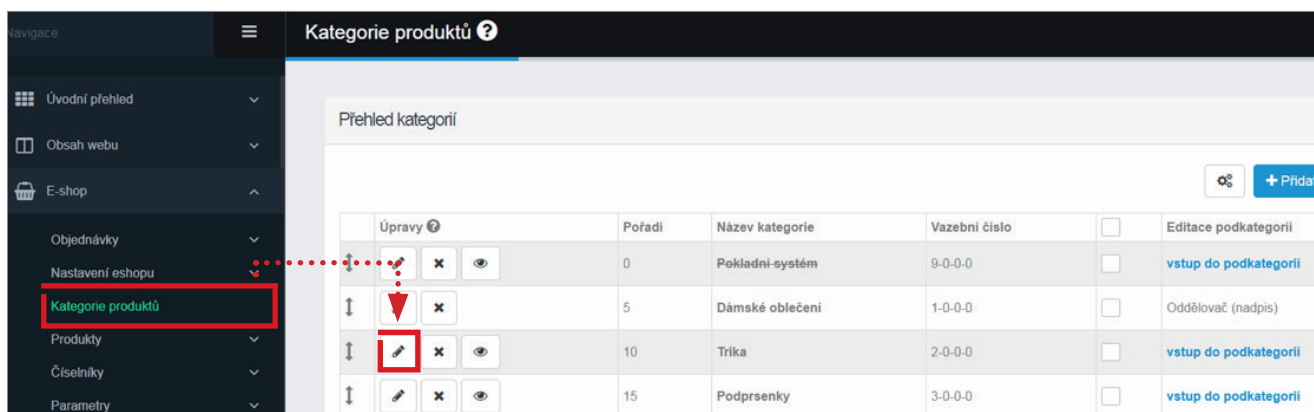 Navigace
Kategorie produktů ?
Úvodní přehled
Obsah webu
E-shop
Objednávky
Nastavení eshopu
Kategorie produktů
Produkty
Číselníky
Parametry
Přehled kategorií
+ Přidat
Úpravy ? Pořadí Název kategorie Vazební číslo Editace podkategorií
0 Pokladní systém 9-0-0-0 vstup do podkategorií
5 Dámské oblečení 1-0-0-0 Oddělovač (nadpis)
10 Trika 2-0-0-0 vstup do podkategorií
15 Podprsenky 3-0-0-0 vstup do podkategorií